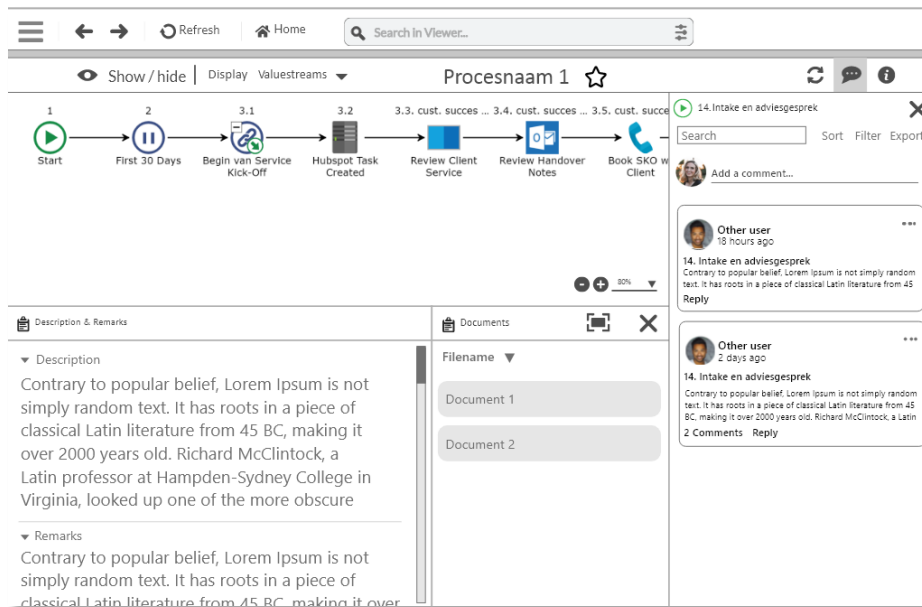 Refresh
Home
Search in Viewer...
Show / hide
Display Valuestreams
Procesnaam 1
1
2
3.1
3.2
3.3. cust. succes ...
3.4. cust. succes ...
3.5. cust. succe
Start
First 30 Days
Begin van Service
Kick-Off
Hubspot Task
Created
Review Client
Service
Review Handover
Notes
Book SKO w
Client
80%
14.Intake en adviesgesprek
Search
Sort Filter Export
Add a comment...
Other user
18 hours ago
14. Intake en adviesgesprek
Contrary to popular belief, Lorem Ipsum is not simply random
text. It has roots in a piece of classical Latin literature from 45
Reply
Other user
2 days ago
14. Intake en adviesgesprek
Contrary to popular belief, Lorem Ipsum is not simply random
text. It has roots in a piece of classical Latin literature from 45
BC, making it over 2000 years old. Richard McClintock, a Latin
2 Comments Reply
Description & Remarks
Description
Contrary to popular belief, Lorem Ipsum is not
simply random text. It has roots in a piece of
classical Latin literature from 45 BC, making it
over 2000 years old. Richard McClintock, a
Latin professor at Hampden-Sydney College in
Virginia, looked up one of the more obscure
Remarks
Contrary to popular belief, Lorem Ipsum is not
simply random text. It has roots in a piece of
classical Latin literature from 45 BC, making it over
Documents
Filename
Document 1
Document 2